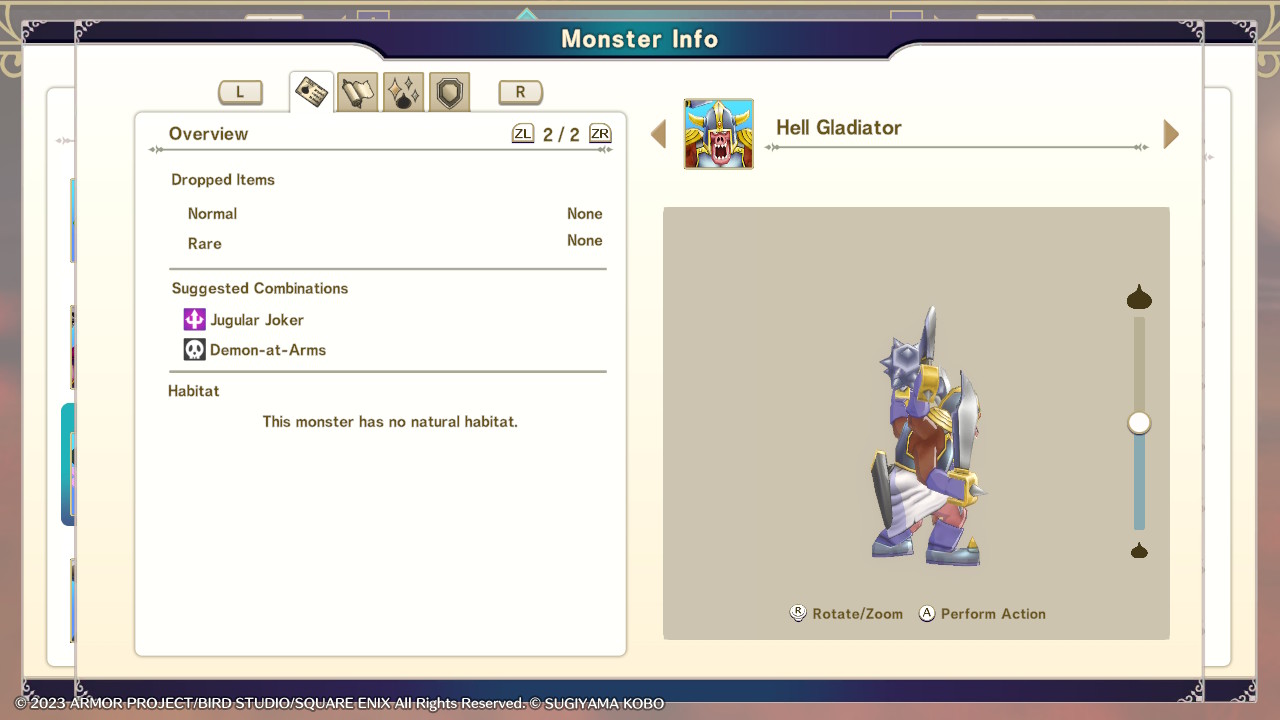 Monster Info
L
R
Overview
ZL 2 / 2 ZR
Dropped Items
Normal None
Rare None
Suggested Combinations
Jugular Joker
Demon-at-Arms
Habitat
This monster has no natural habitat.
Hell Gladiator
R Rotate/Zoom A Perform Action
© 2023 ARMOR PROJECT/BIRD STUDIO/SQUARE ENIX All Rights Reserved. © SUGIYAMA KOBO